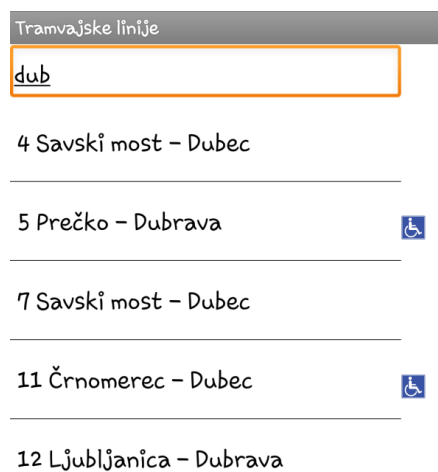 Tramvajske linije
dub
4 Savski most – Dubec
5 Prečko – Dubrava
7 Savski most – Dubec
11 Črnomerec – Dubec
12 Ljubljanica – Dubrava